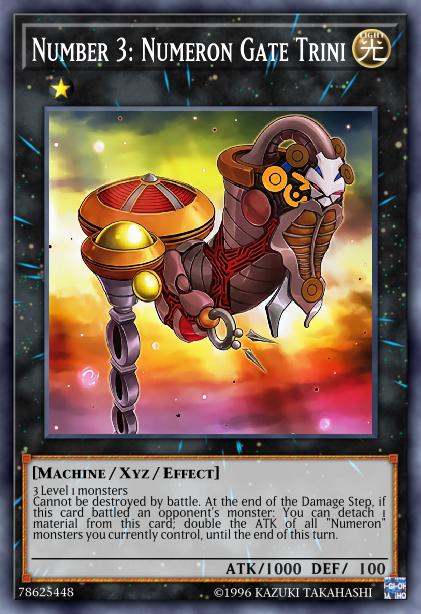 Number 3: Numeron Gate Trini
LIGHT
光
[Machine / Xyz / Effect]
3 Level 1 monsters
Cannot be destroyed by battle. At the end of the Damage Step, if
this card battled an opponent's monster: You can detach 1
material from this card; double the ATK of all "Numeron"
monsters you currently control, until the end of this turn.
ATK/1000 DEF/ 100
78625448
©1996 KAZUKI TAKAHASHI